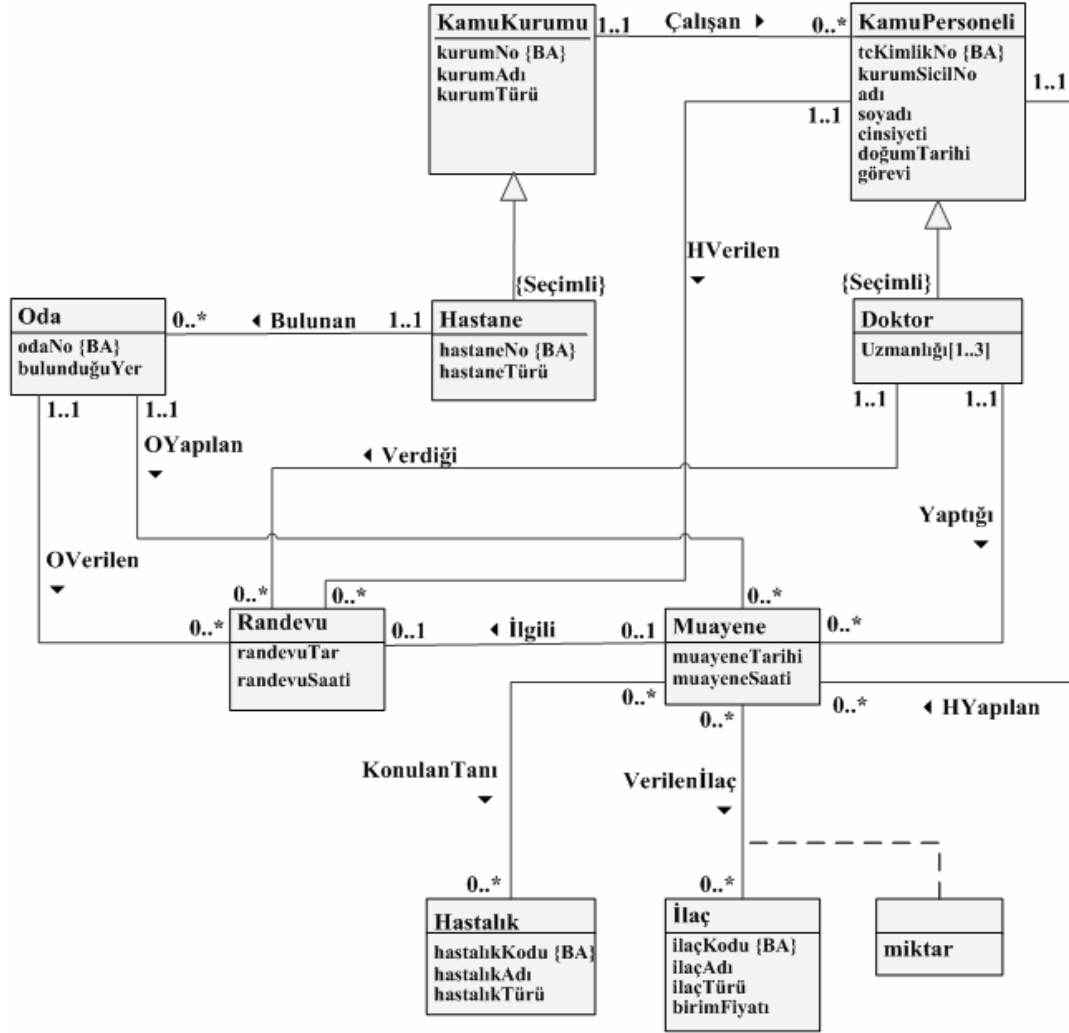 KamuKurumu
kurumNo {BA}
kurumAdı
kurumTürü
1..1
Çalışan
0..*
KamuPersoneli
tcKimlikNo {BA}
kurumSicilNo
adı
soyadı
cinsiyeti
doğumTarihi
görevi
1..1
1..1
HVerilen
{Seçimli}
{Seçimli}
Oda
odaNo {BA}
bulunduğuYer
0..*
Bulunan
1..1
Hastane
hastaneNo {BA}
hastaneTürü
Doktor
Uzmanlığı[1..3]
1..1
1..1
1..1
1..1
OYapılan
Verdiği
Yaptığı
OVerilen
0..*
0..*
0..*
0..*
0..*
Randevu
randevuTar
randevuSaati
0..1
İlgili
0..1
Muayene
muayeneTarihi
muayeneSaati
0..*
0..*
0..*
HYapılan
KonulanTanı
Verilenİlaç
0..*
0..*
Hastalık
hastalıkKodu {BA}
hastalıkAdı
hastalıkTürü
İlaç
ilaçKodu {BA}
ilaçAdı
ilaçTürü
birimFiyatı
miktar